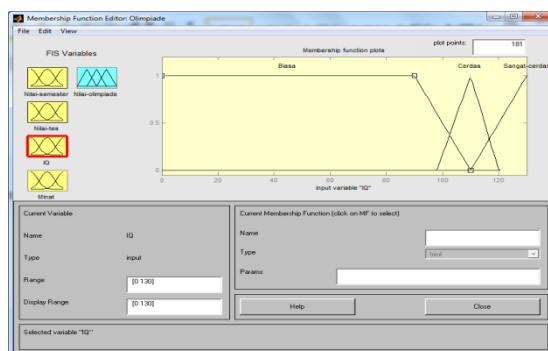 Membership Function Editor: Olimpiade
File Edit View
FIS Variables
Nilai-semester
Nilai-olimpiade
Nilai-tes
IQ
Minat
Membership function plots
plot points:
181
Biasa
Cerdas
Sangat-cerdas
1
0.5
0
0 20 40 60 80 100 120
input variable "IQ"
Current Variable
Name IQ
Type input
Range [0 130]
Display Range [0 130]
Current Membership Function (click on MF to select)
Name
Type trimf
Params
Help
Close
Selected variable "IQ"